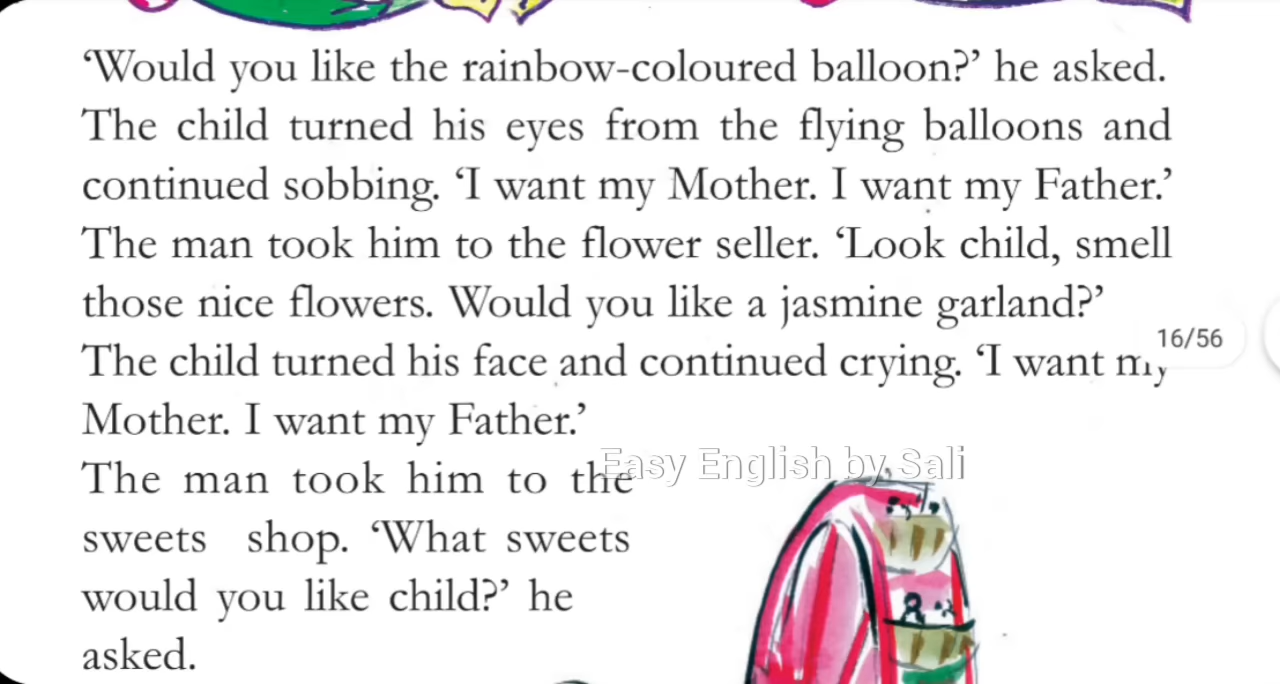 ‘Would you like the rainbow-coloured balloon?’ he asked.
The child turned his eyes from the flying balloons and
continued sobbing. ‘I want my Mother. I want my Father.’
The man took him to the flower seller. ‘Look child, smell
those nice flowers. Would you like a jasmine garland?’
16/56
The child turned his face and continued crying. ‘I want my
Mother. I want my Father.’
Easy English by Sali
The man took him to the
sweets shop. ‘What sweets
would you like child?’ he
asked.